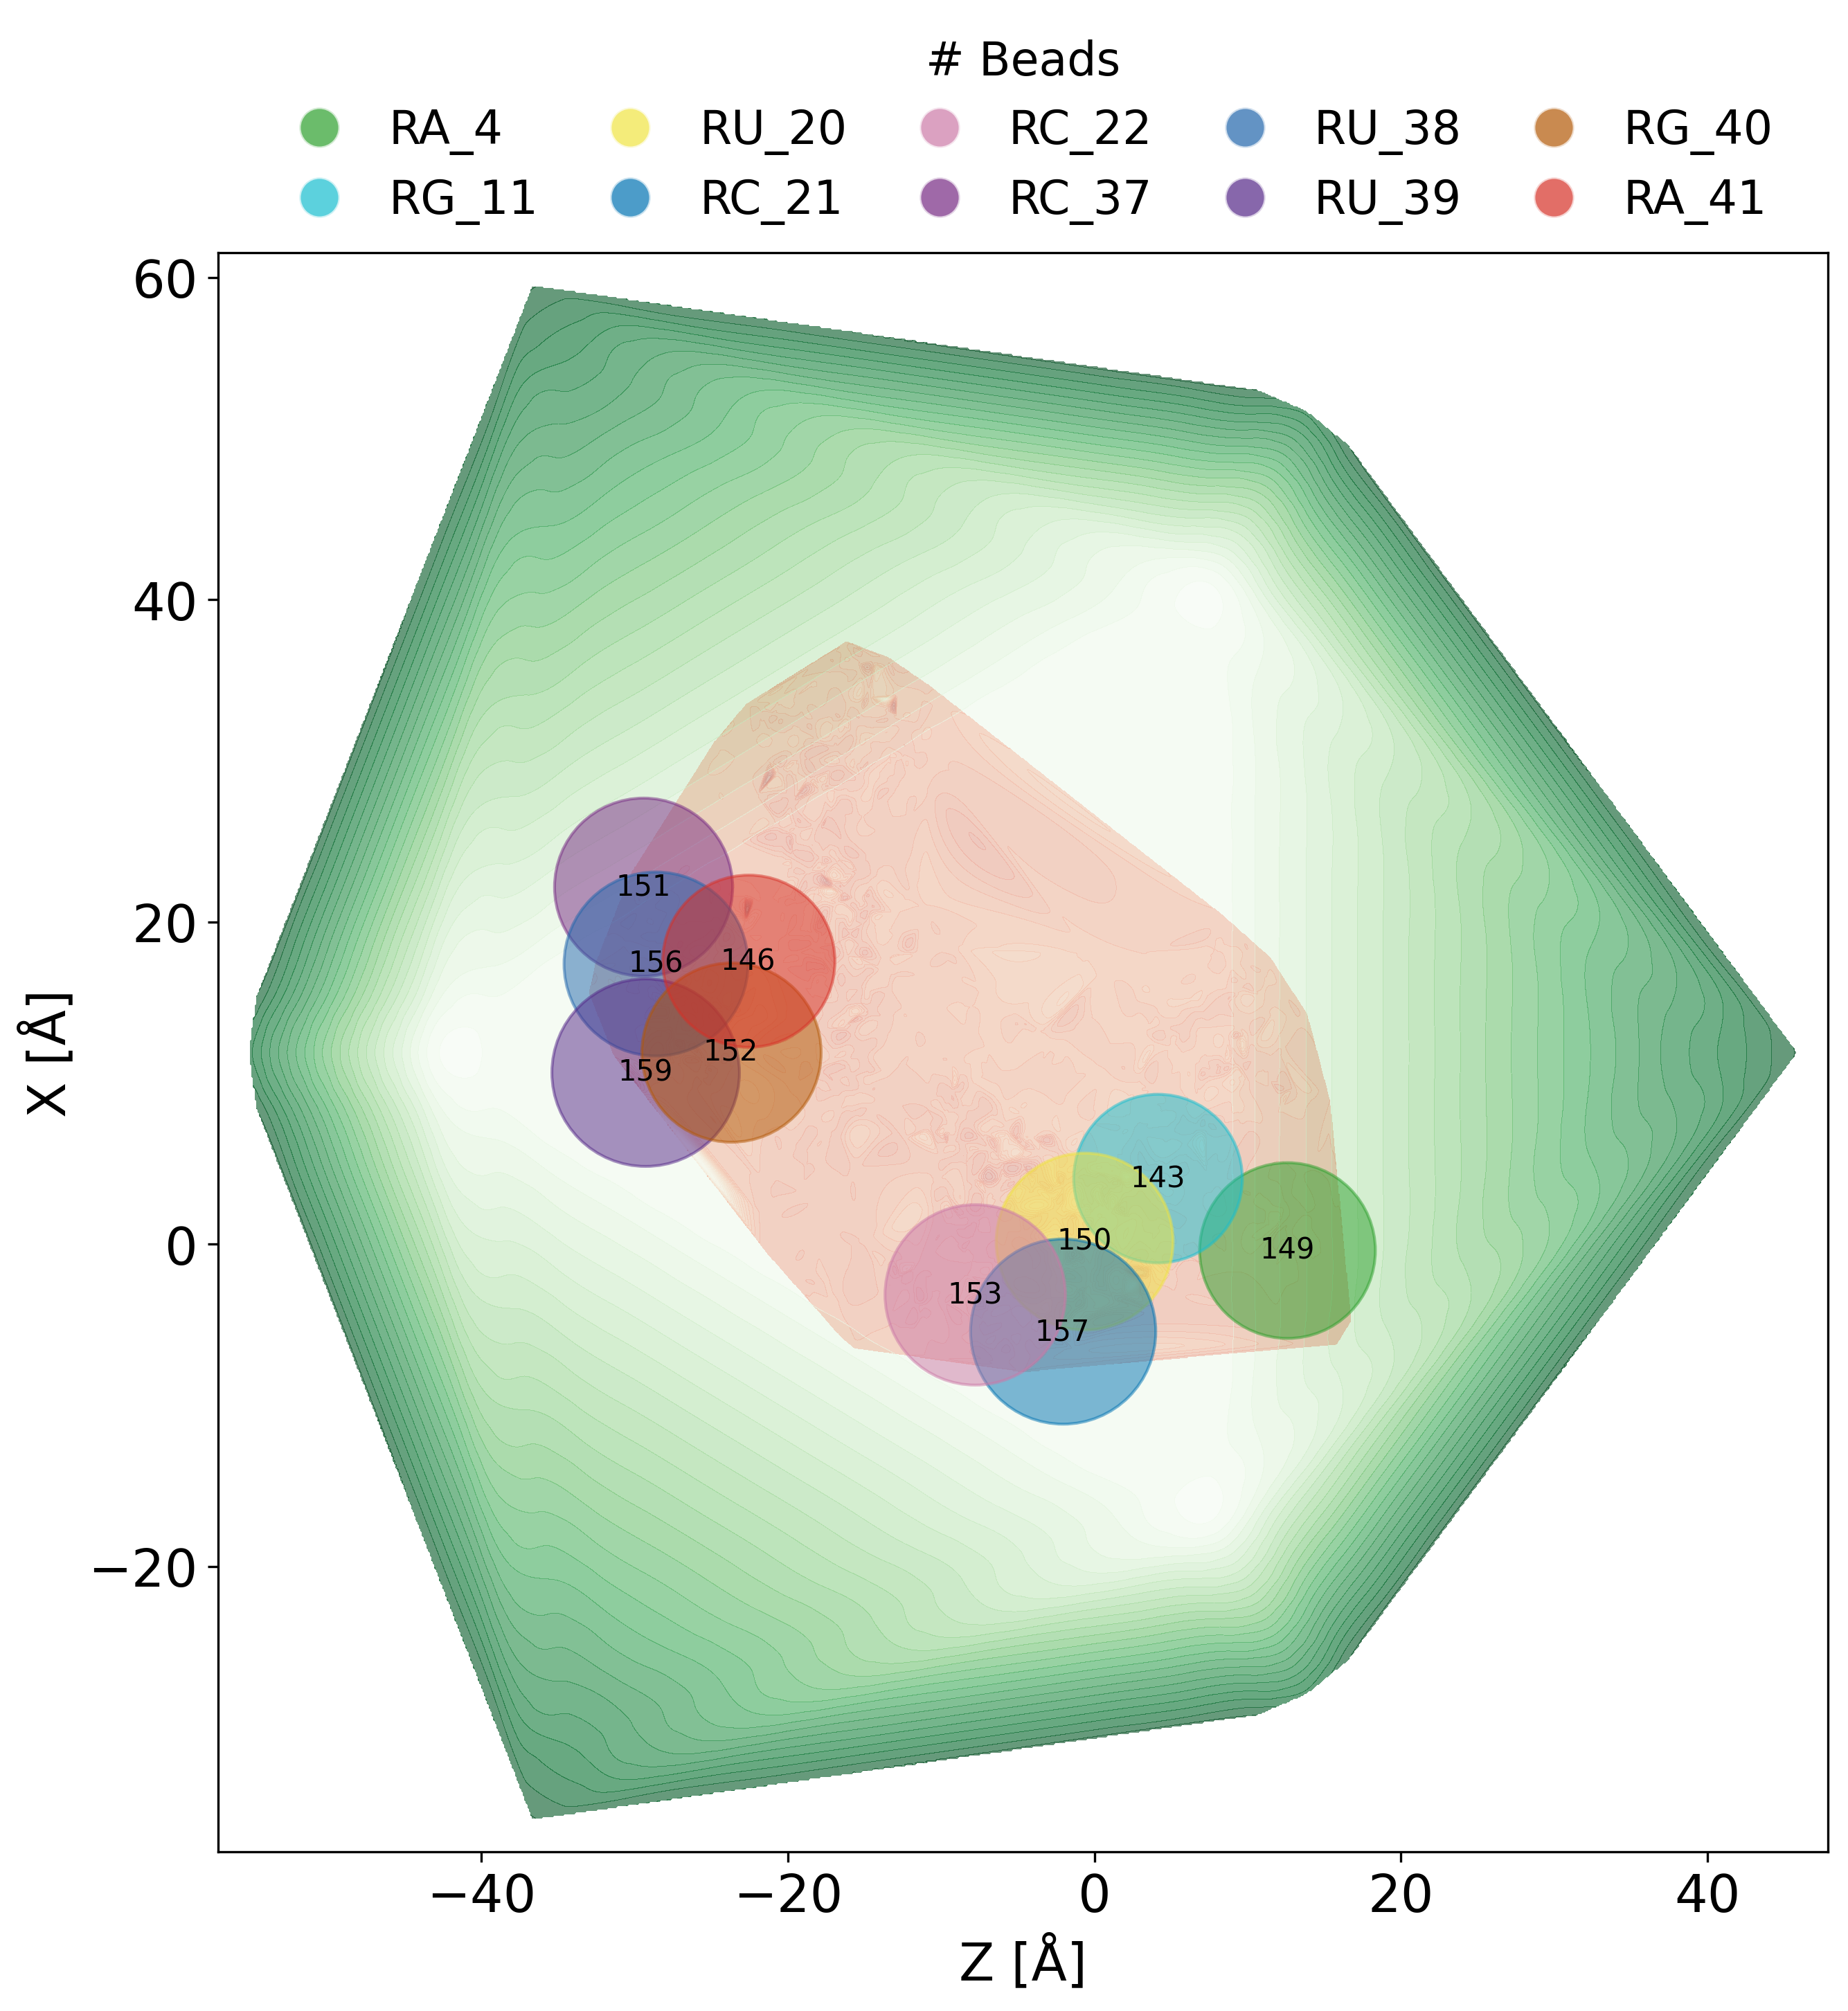 # Beads
RA_4 RU_20 RC_22 RU_38 RG_40
RG_11 RC_21 RC_37 RU_39 RA_41
60
40
20
0
−20
X [Å]
151
156 146
159 152
143
150 149
153
157
−40 −20 0 20 40
Z [Å]